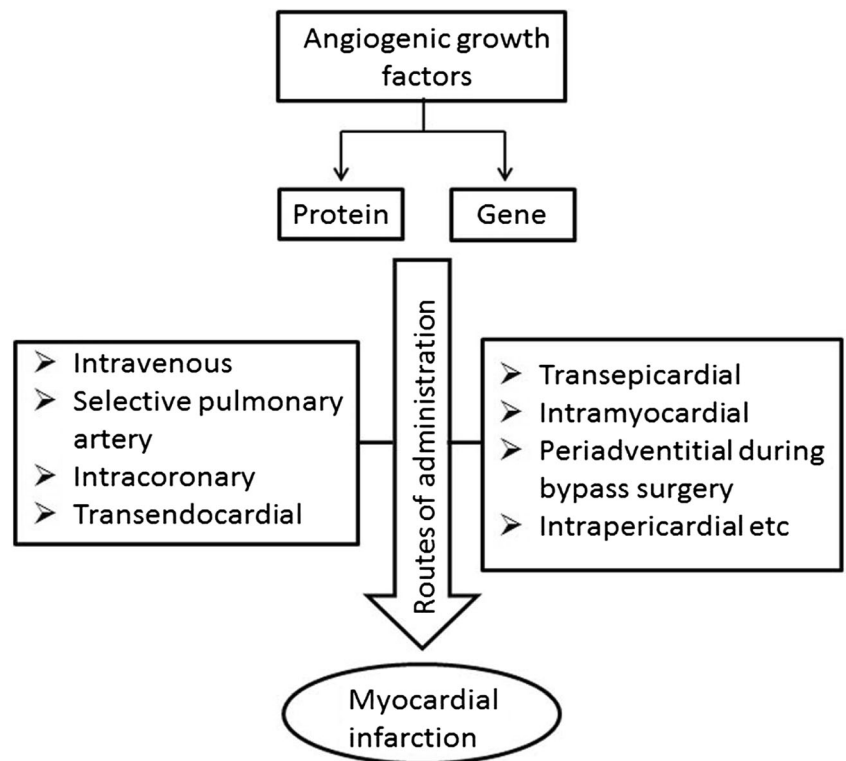 Angiogenic growth
factors
Protein
Gene
Routes of administration
Intravenous
Selective pulmonary
artery
Intracoronary
Transendocardial
Transepicardial
Intramyocardial
Periadventitial during
bypass surgery
Intrapericardial etc
Myocardial
infarction